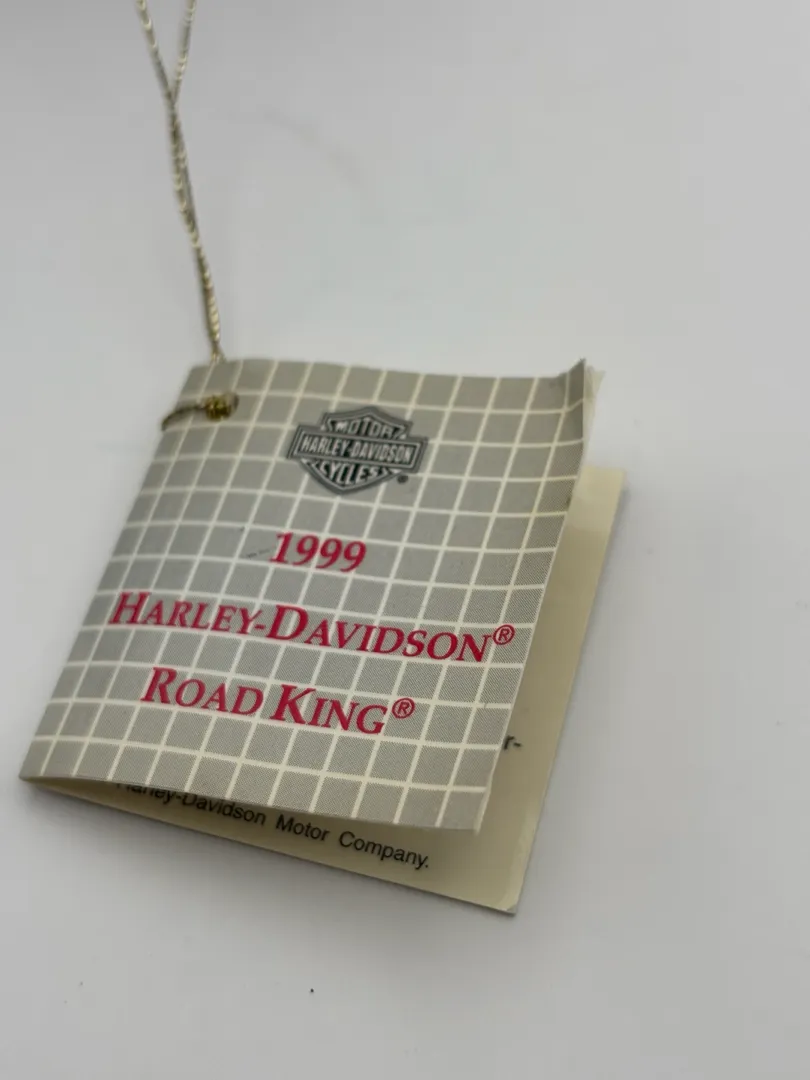 MOTOR
HARLEY-DAVIDSON
CYCLES
1999
HARLEY-DAVIDSON®
ROAD KING®
r-
Harley-Davidson Motor Company.